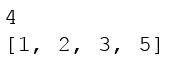 4
[1, 2, 3, 5]